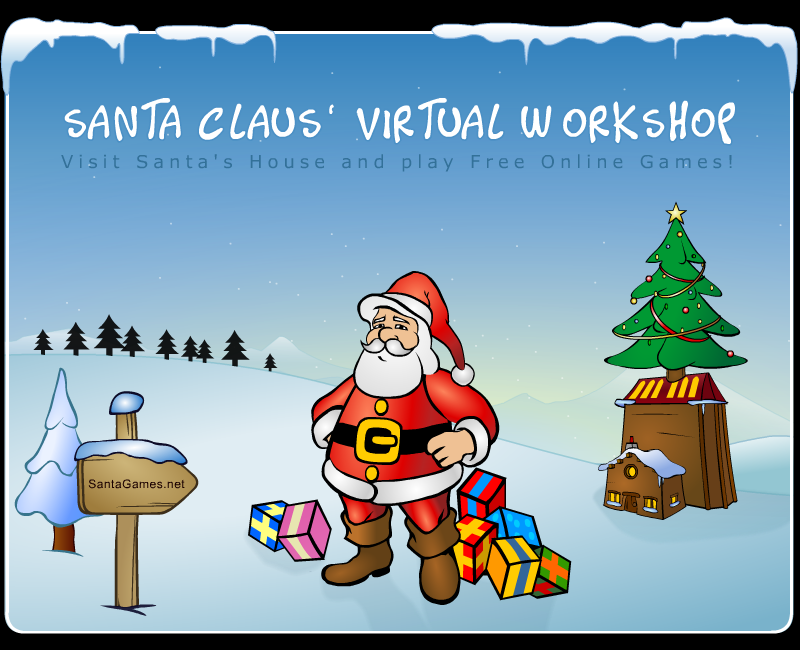 SANTA CLAUS' VIRTUAL WORKSHOP
Visit Santa's House and play Free Online Games!
SantaGames.net